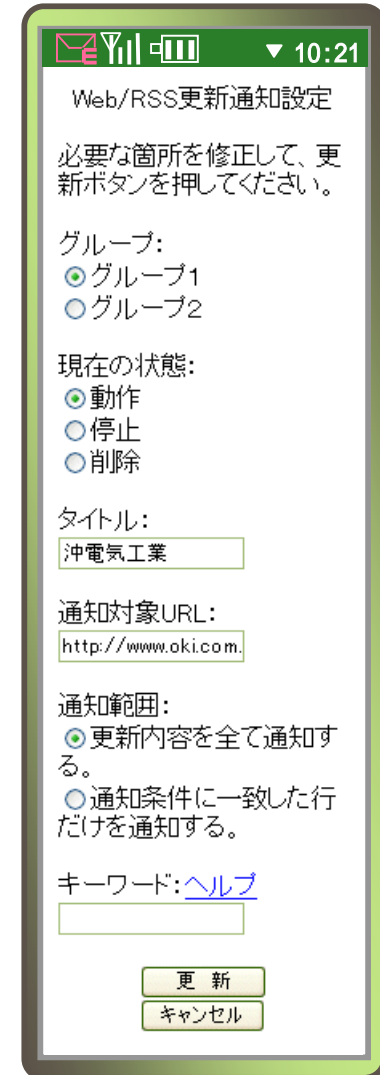 ▼ 10:21
Web/RSS更新通知設定
必要な箇所を修正して、更
新ボタンを押してください。
グループ:
グループ1
グループ2
現在の状態:
動作
停止
削除
タイトル:
沖電気工業
通知対象URL:
http://www.oki.com.
通知範囲:
更新内容を全て通知す
る。
通知条件に一致した行
だけを通知する。
キーワード:ヘルプ
更 新
キャンセル